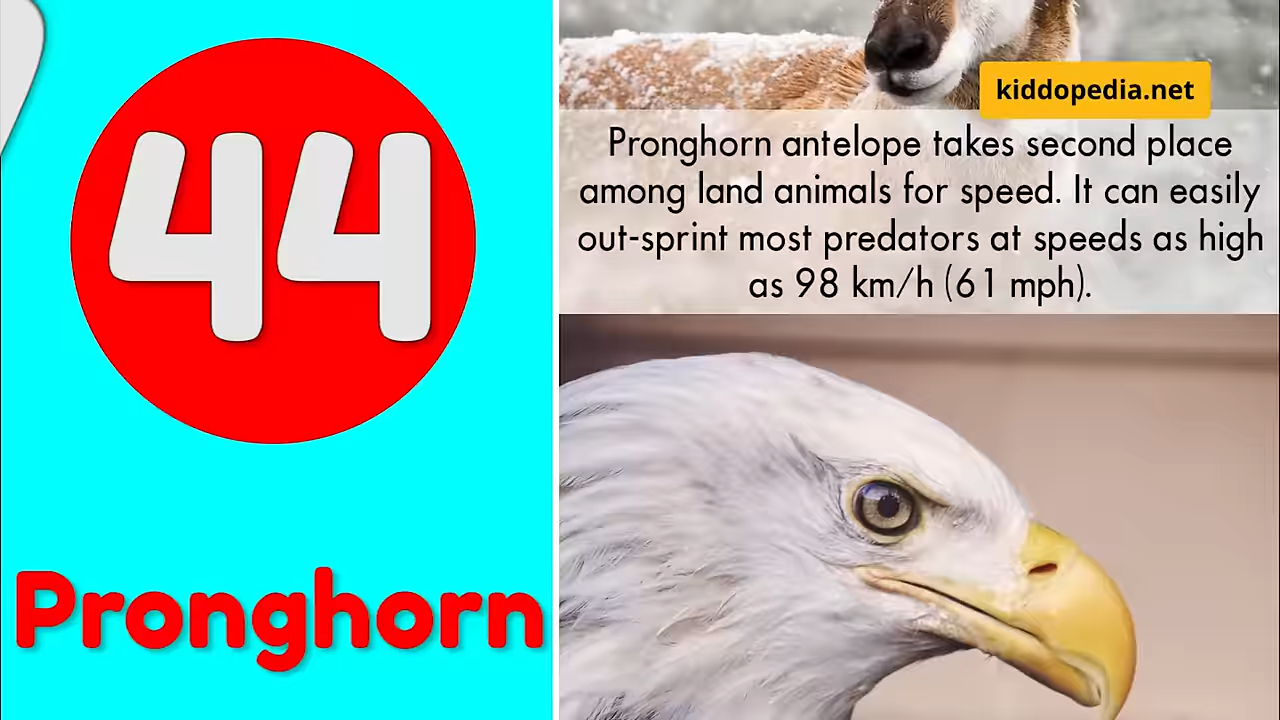 44
Pronghorn
kiddopedia.net
Pronghorn antelope takes second place
among land animals for speed. It can easily
out-sprint most predators at speeds as high
as 98 km/h (61 mph).